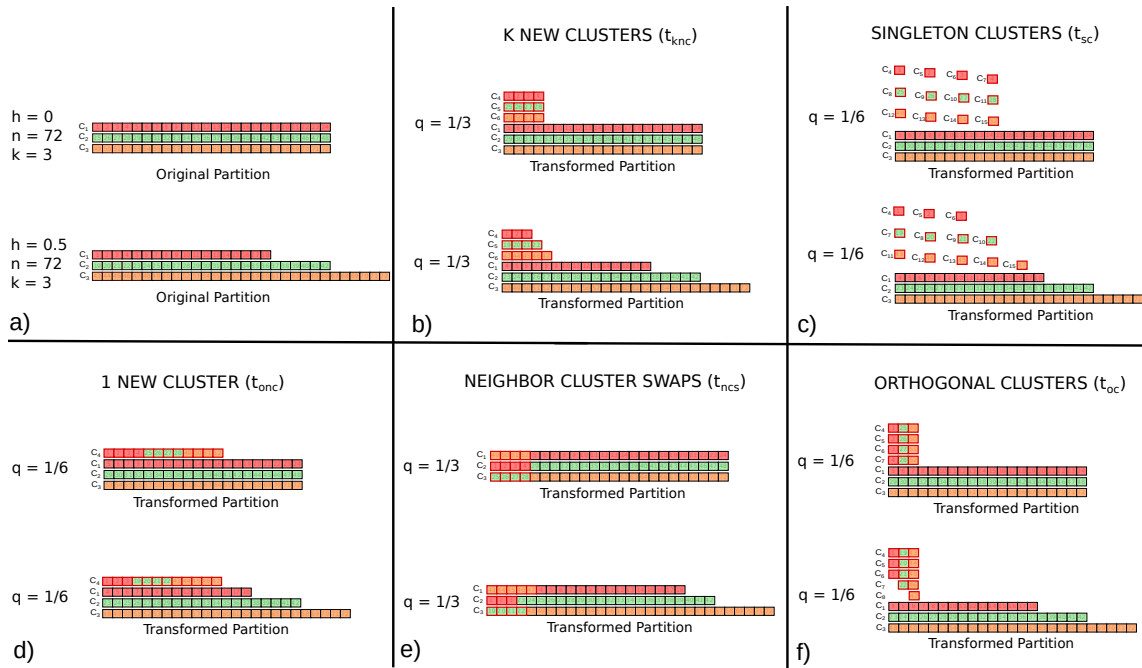 h = 0
n = 72
k = 3
C1
C2
C3
Original Partition
h = 0.5
n = 72
k = 3
C1
C2
C3
Original Partition
a)
K NEW CLUSTERS (tknc)
q = 1/3
C4
C5
C6
C1
C2
C3
Transformed Partition
q = 1/3
C4
C5
C6
C1
C2
C3
Transformed Partition
b)
SINGLETON CLUSTERS (tsc)
q = 1/6
C4 C5 C6 C7
C8 C9 C10 C11
C12 C13 C14 C15
C1
C2
C3
Transformed Partition
q = 1/6
C4 C5 C6
C7 C8 C9 C10
C11 C12 C13 C14 C15
C1
C2
C3
Transformed Partition
c)
1 NEW CLUSTER (tonc)
q = 1/6
C4
C1
C2
C3
Transformed Partition
q = 1/6
C4
C1
C2
C3
Transformed Partition
d)
NEIGHBOR CLUSTER SWAPS (tncs)
q = 1/3
C1
C2
C3
Transformed Partition
q = 1/3
C1
C2
C3
Transformed Partition
e)
ORTHOGONAL CLUSTERS (toc)
q = 1/6
C4
C5
C6
C7
C1
C2
C3
Transformed Partition
q = 1/6
C4
C5
C6
C7
C8
C1
C2
C3
Transformed Partition
f)